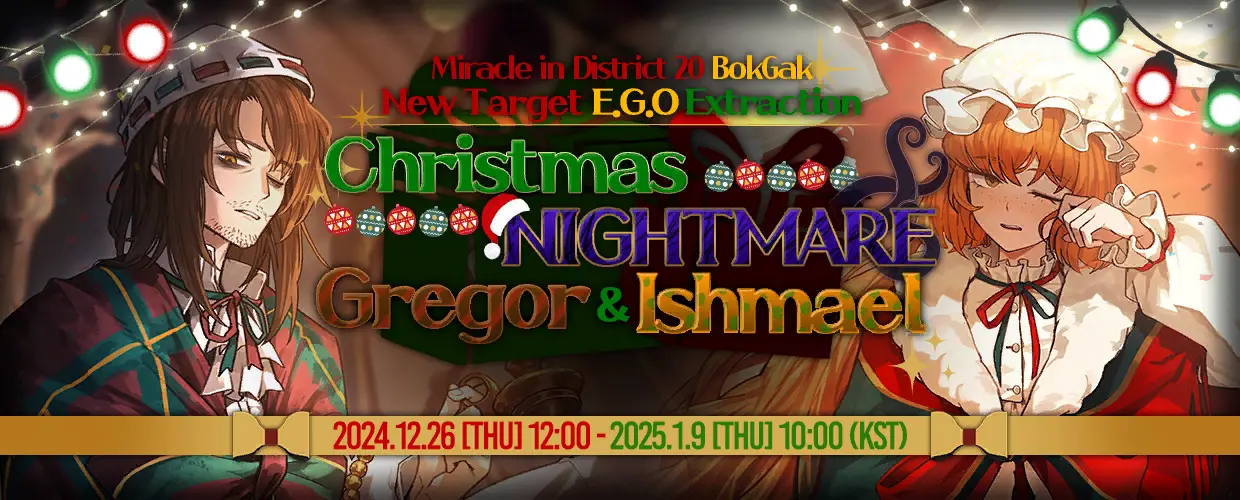 Miracle in District 20 BokGak
New Target E.G.O Extraction
Christmas
NIGHTMARE
Gregor & Ishmael
2024.12.26 [THU] 12:00 - 2025.1.9 [THU] 10:00 (KST)